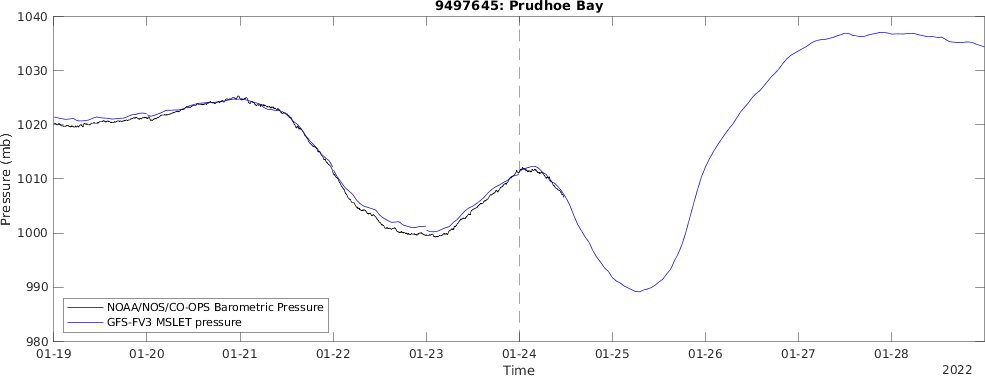 9497645: Prudhoe Bay
1040
1030
1020
1010
1000
990
980
Pressure (mb)
NOAA/NOS/CO-OPS Barometric Pressure
GFS-FV3 MSLET pressure
01-19 01-20 01-21 01-22 01-23 01-24 01-25 01-26 01-27 01-28
Time
2022